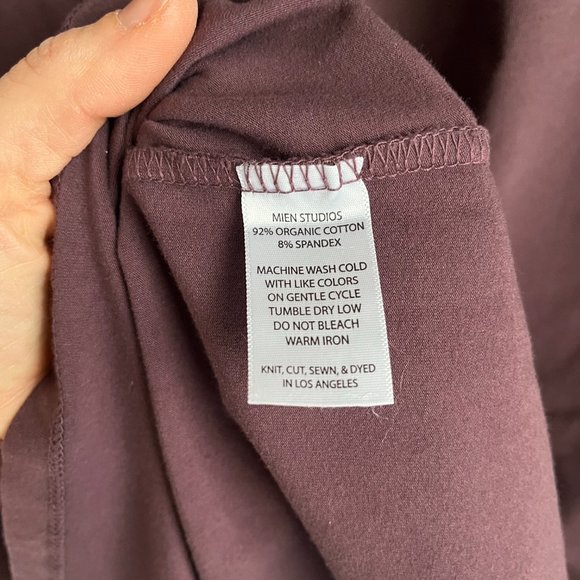 MIEN STUDIOS
92% ORGANIC COTTON
8% SPANDEX
MACHINE WASH COLD
WITH LIKE COLORS
ON GENTLE CYCLE
TUMBLE DRY LOW
DO NOT BLEACH
WARM IRON
KNIT, CUT, SEWN, & DYED
IN LOS ANGELES